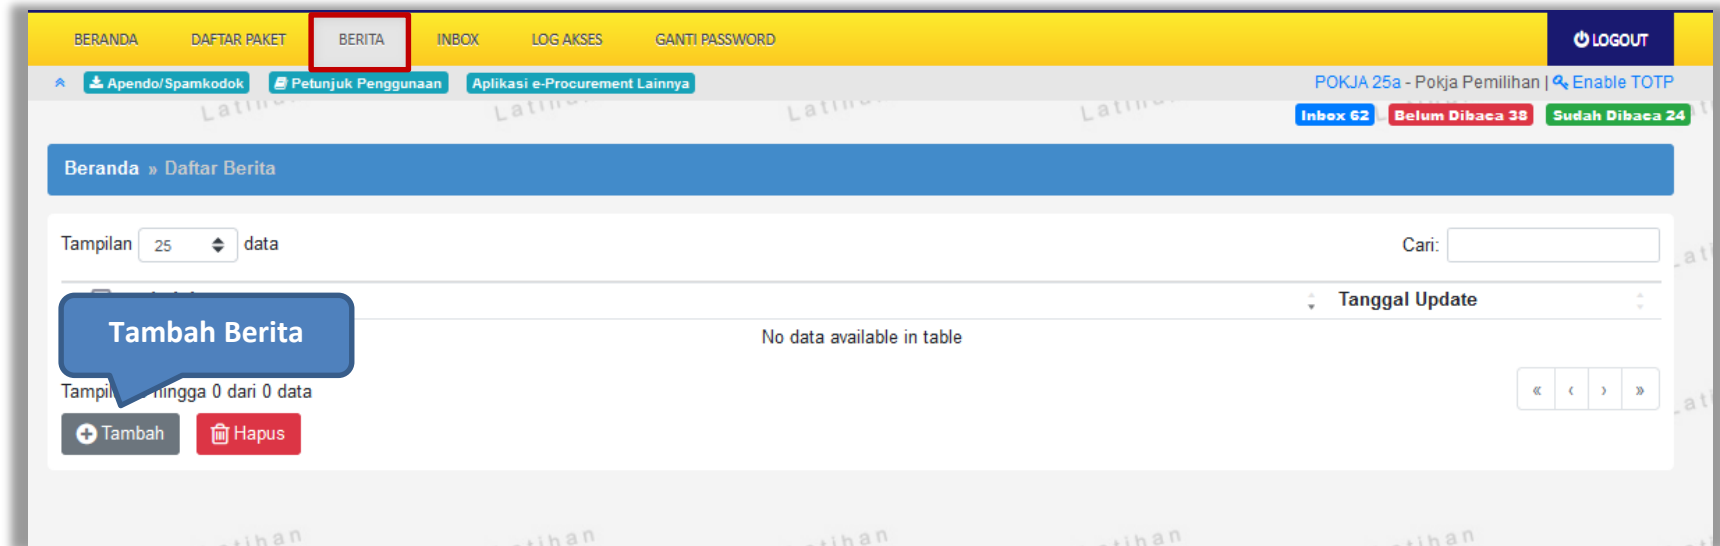 BERANDA DAFTAR PAKET BERITA INBOX LOG AKSES GANTI PASSWORD LOGOUT
Apendo/Spamkodok Petunjuk Penggunaan Aplikasi e-Procurement Lainnya POKJA 25a - Pokja Pemilihan | Enable TOTP
Inbox 62 Belum Dibaca 38 Sudah Dibaca 24
Beranda » Daftar Berita
Tampilan 25 data Cari:
Tanggal Update
Tambah Berita
No data available in table
hingga 0 dari 0 data
« ‹ › »
Tambah Hapus